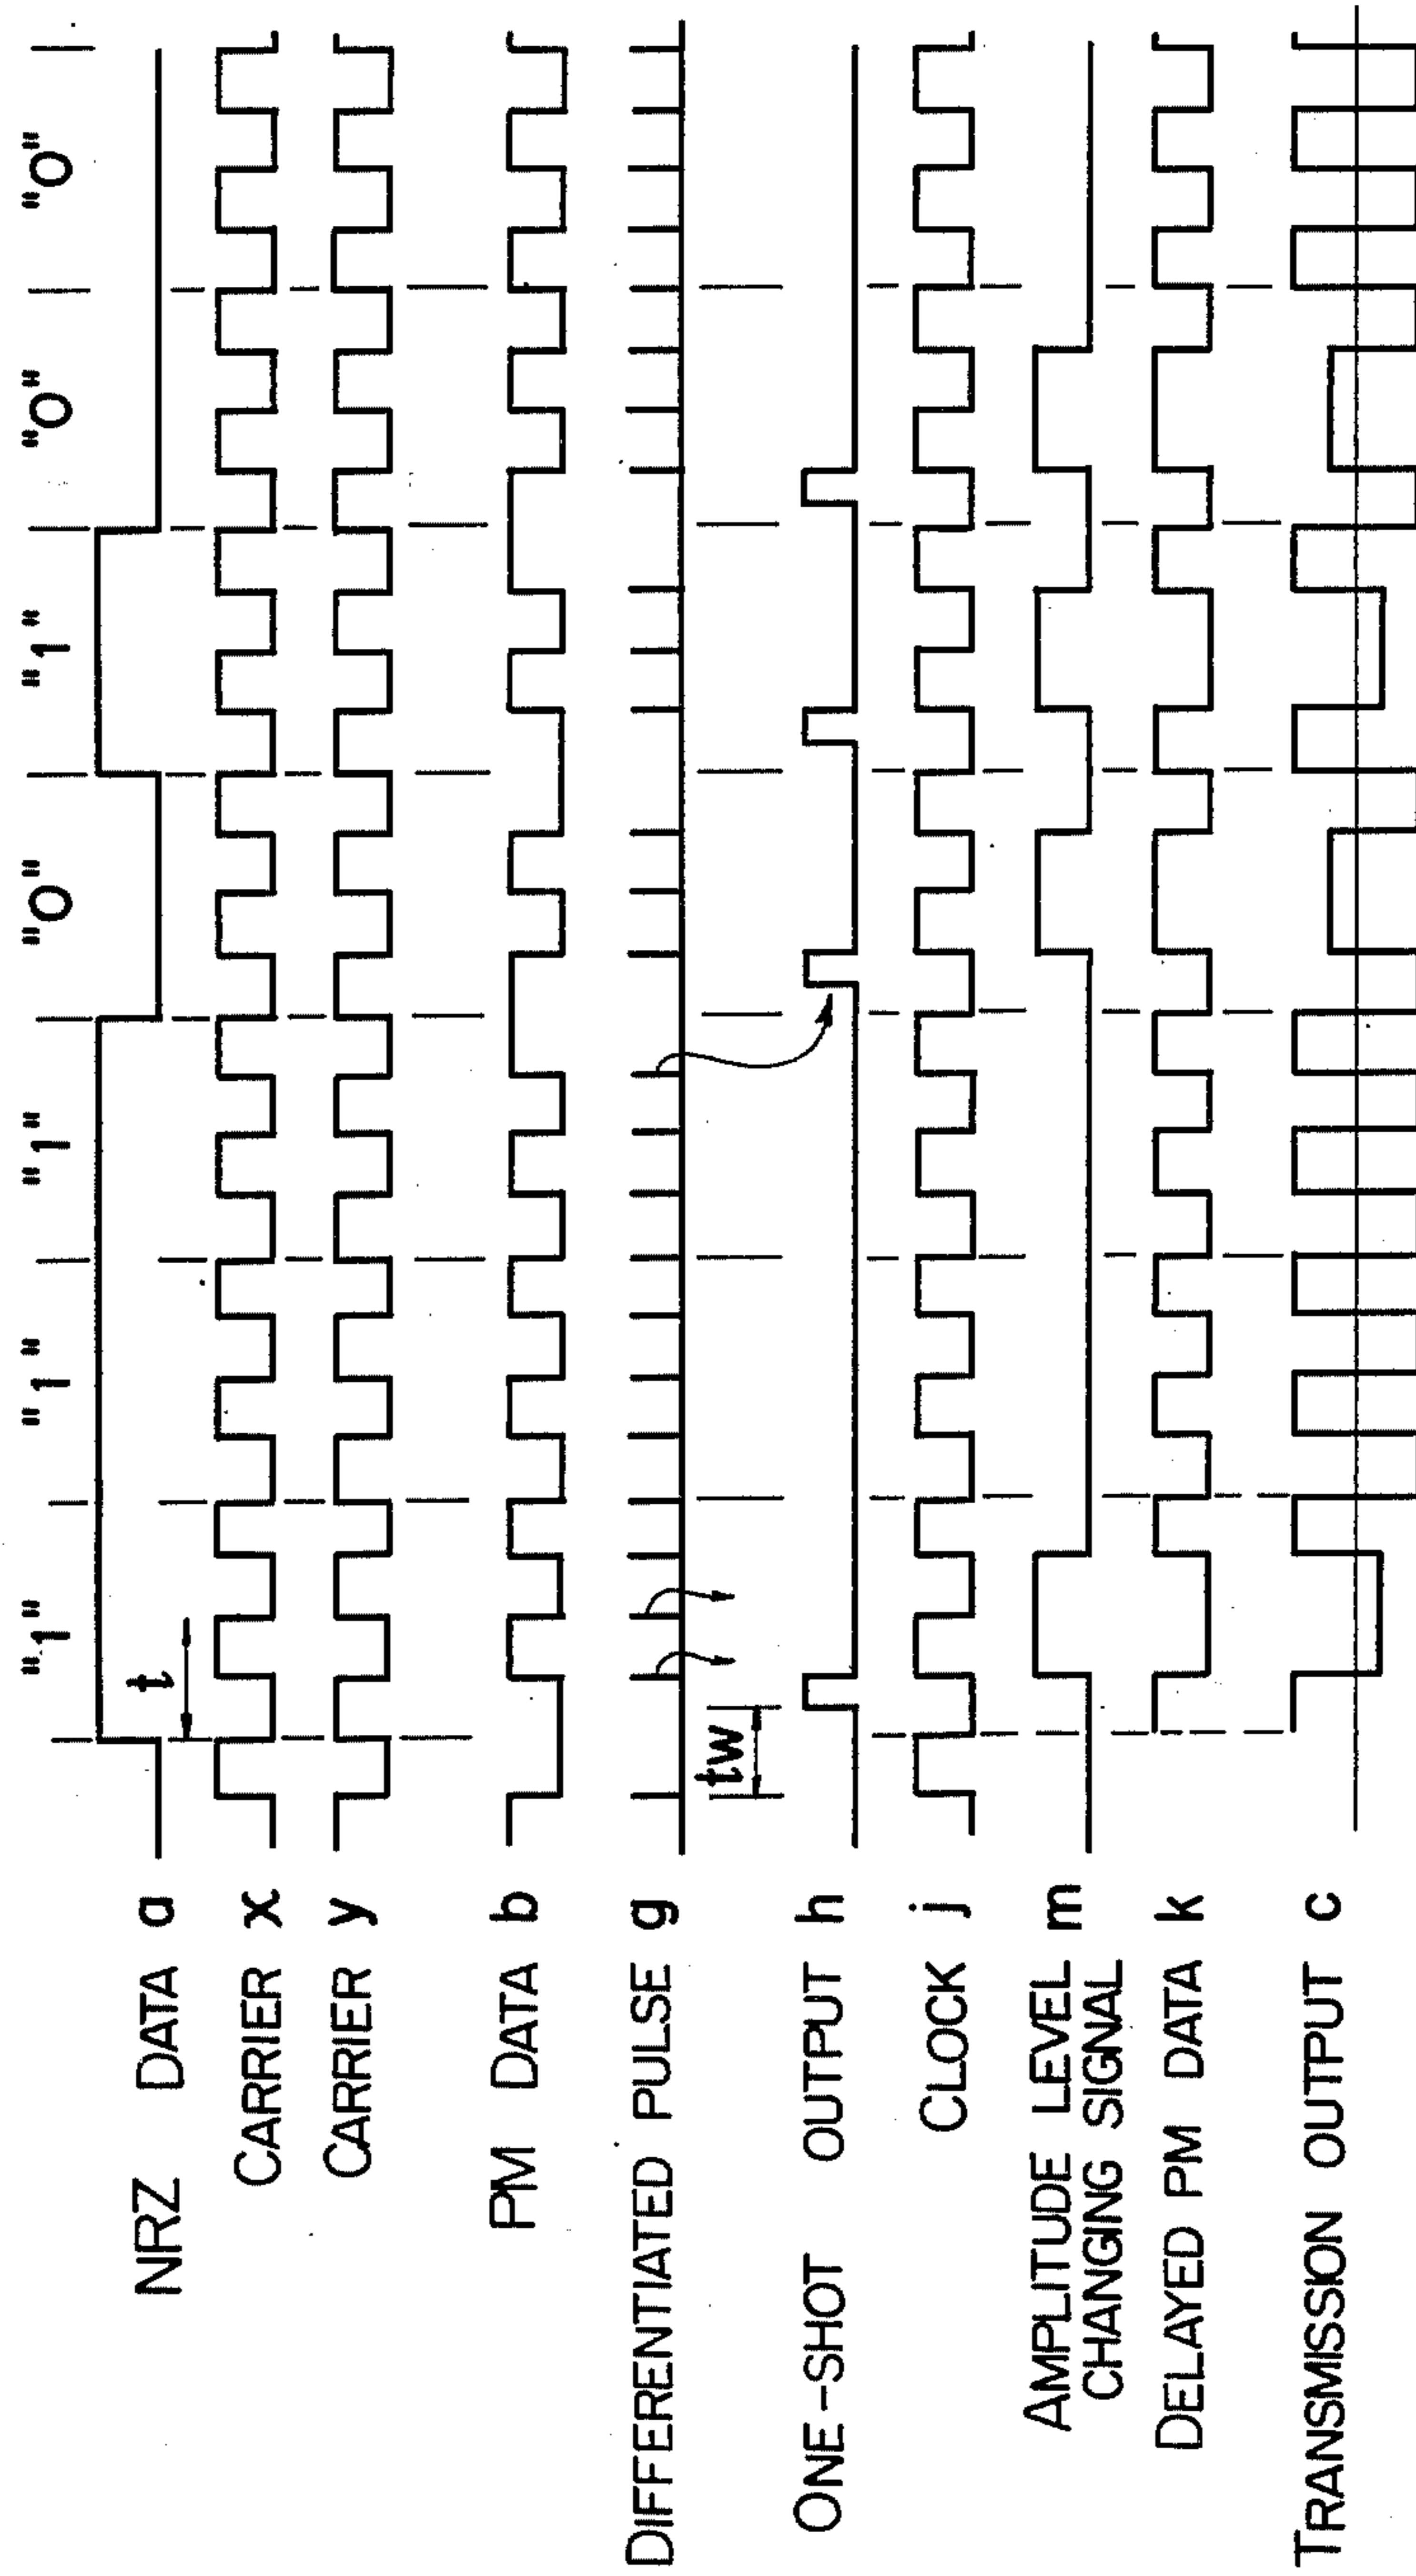 "1" "1" "1" "0" "1" "0" "0"
NRZ DATA a
t
CARRIER x
CARRIER y
PM DATA b
DIFFERENTIATED PULSE g
tw
ONE-SHOT OUTPUT h
CLOCK j
AMPLITUDE LEVEL m
CHANGING SIGNAL
DELAYED PM DATA k
TRANSMISSION OUTPUT c